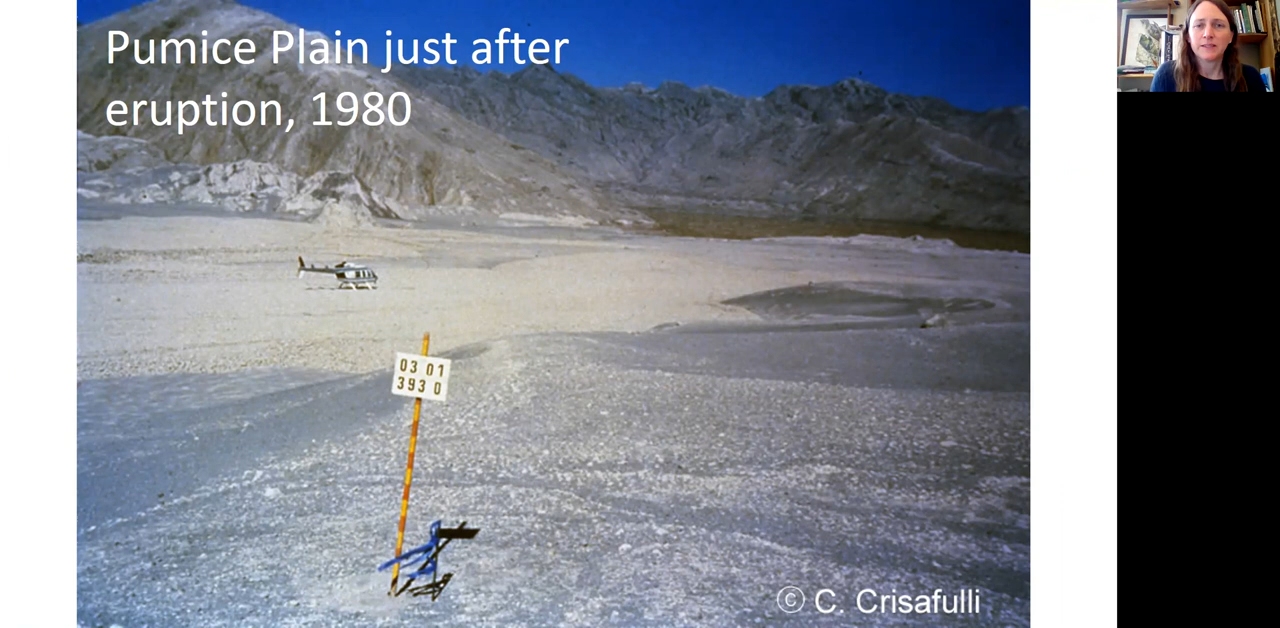 Pumice Plain just after
eruption, 1980
03 01
393 0
© C. Crisafulli